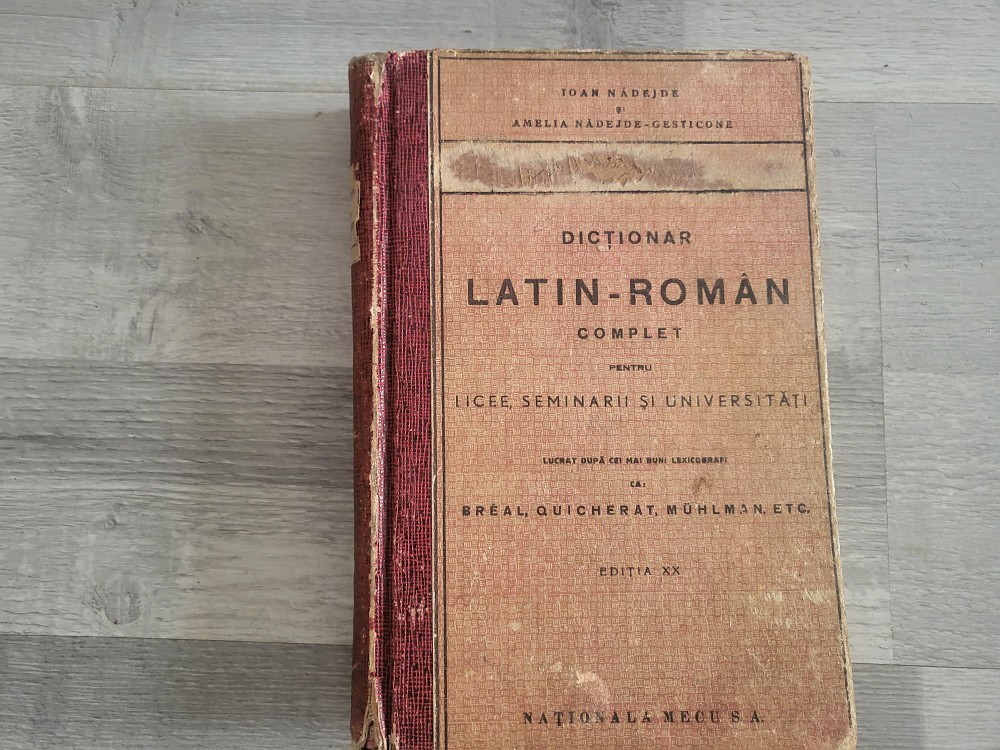 IOAN NĂDEJDE
ȘI
AMELIA NĂDEJDE-GESTICONE
DICȚIONAR
LATIN-ROMÂN
COMPLET
PENTRU
LICEE, SEMINARII ȘI UNIVERSITĂȚI
LUCRAT DUPĂ CEI MAI BUNI LEXICOGRAFI
CA:
BRÉAL, QUICHERAT, MÜHLMAN, ETC.
EDIȚIA XX
NAȚIONALA MECU S.A.